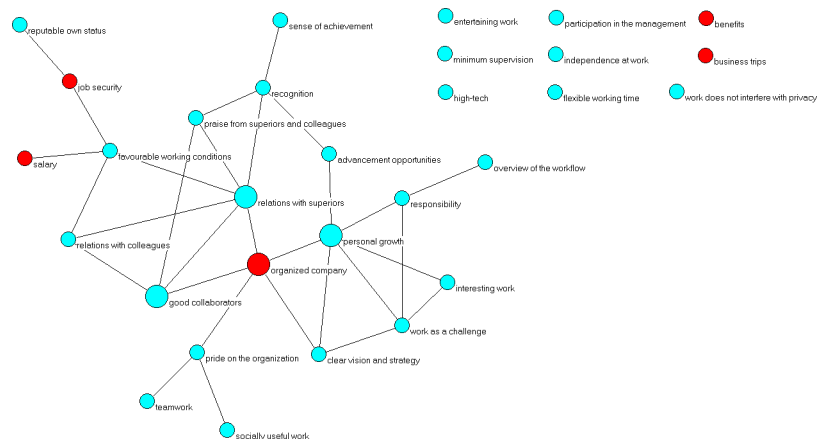 entertaining work
participation in the management
benefits
sense of achievement
reputable own status
minimum supervision
independence at work
business trips
job security
recognition
high-tech
flexible working time
work does not interfere with privacy
praise from superiors and colleagues
favourable working conditions
advancement opportunities
salary
overview of the workflow
relations with superiors
responsibility
relations with colleagues
personal growth
organized company
interesting work
good collaborators
work as a challenge
pride on the organization
clear vision and strategy
teamwork
socially useful work